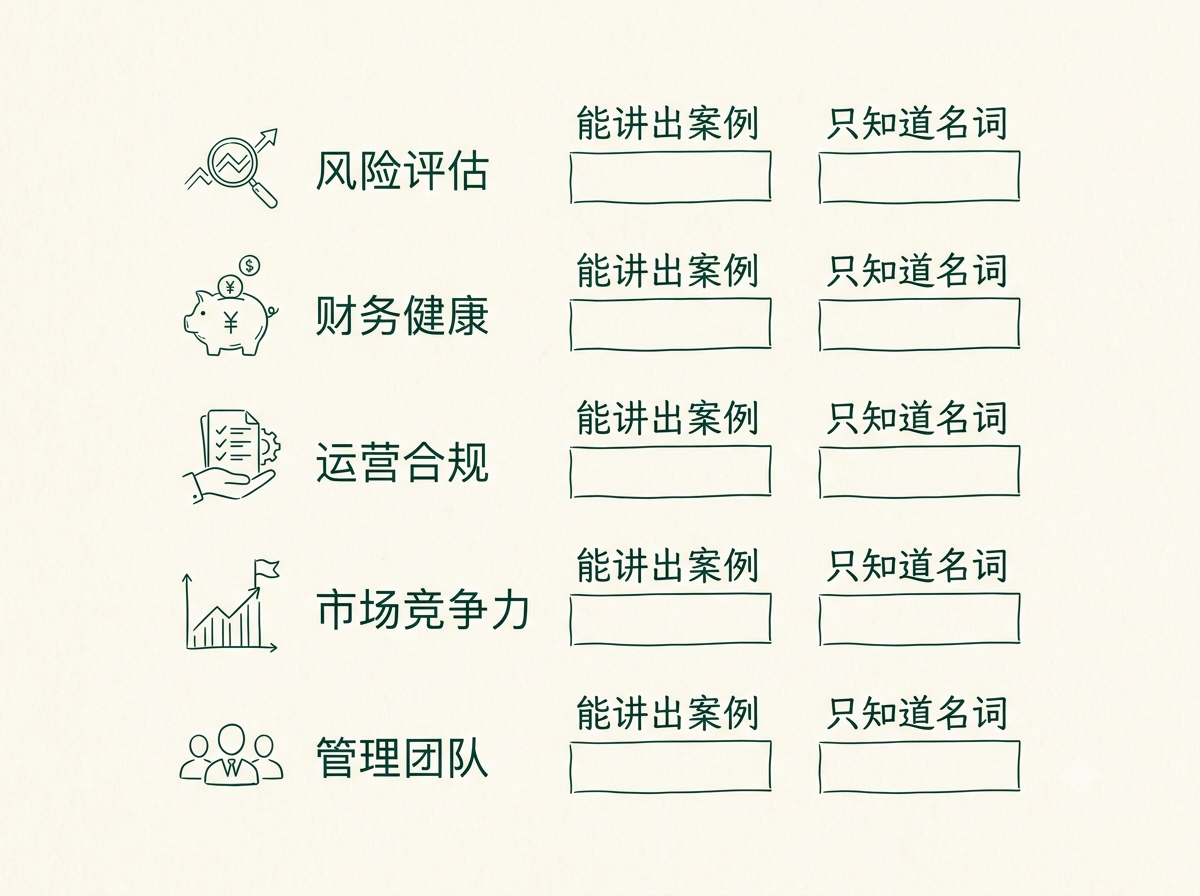 能讲出案例 只知道名词
风险评估
能讲出案例 只知道名词
财务健康
能讲出案例 只知道名词
运营合规
能讲出案例 只知道名词
市场竞争力
能讲出案例 只知道名词
管理团队